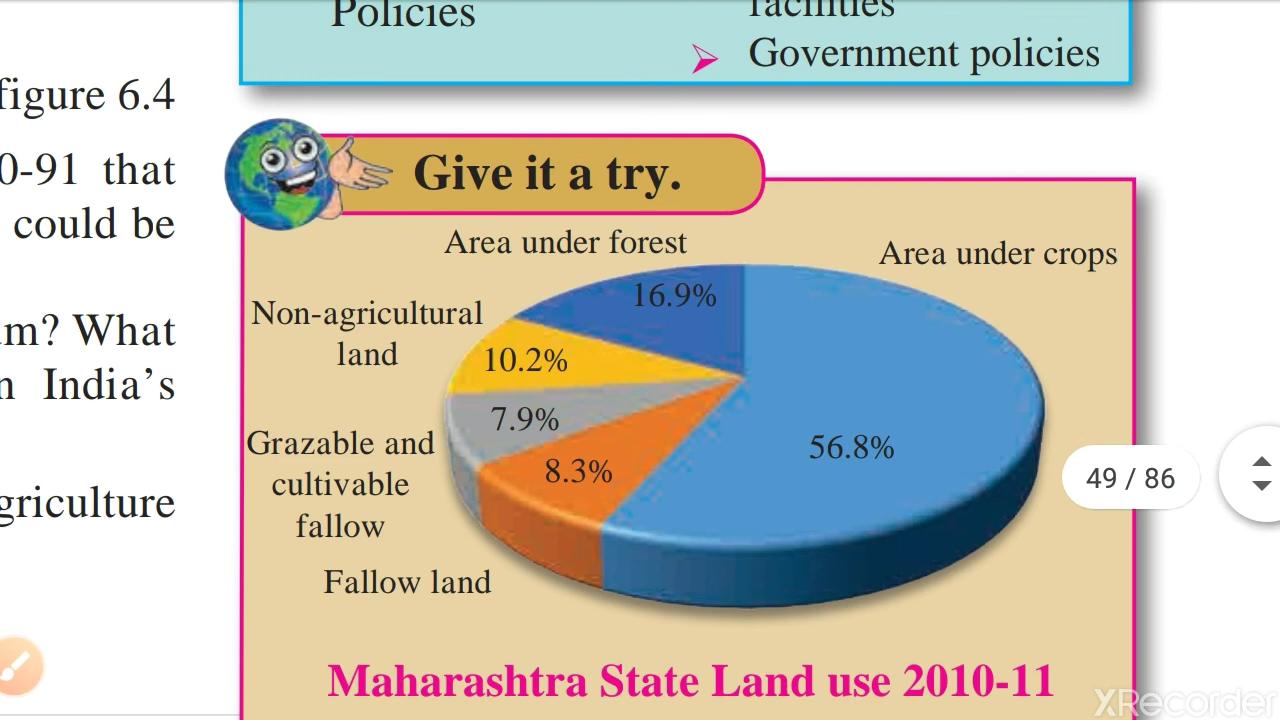 Policies
facilities
Government policies
figure 6.4
0-91 that
could be
um? What
n India's
griculture
Give it a try.
Area under forest
Area under crops
16.9%
Non-agricultural
land
10.2%
7.9%
56.8%
Grazable and
cultivable
fallow
8.3%
Fallow land
49 / 86
Maharashtra State Land use 2010-11
XRecorder